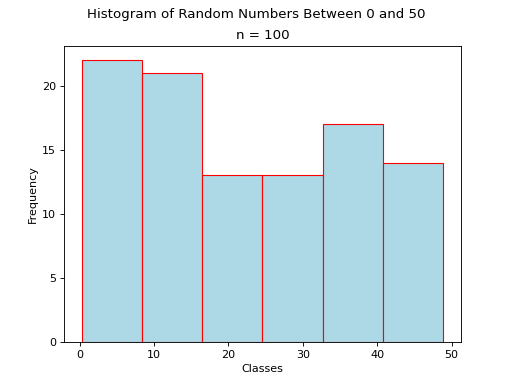 Histogram of Random Numbers Between 0 and 50
n = 100
20
15
10
5
0
Frequency
0 10 20 30 40 50
Classes